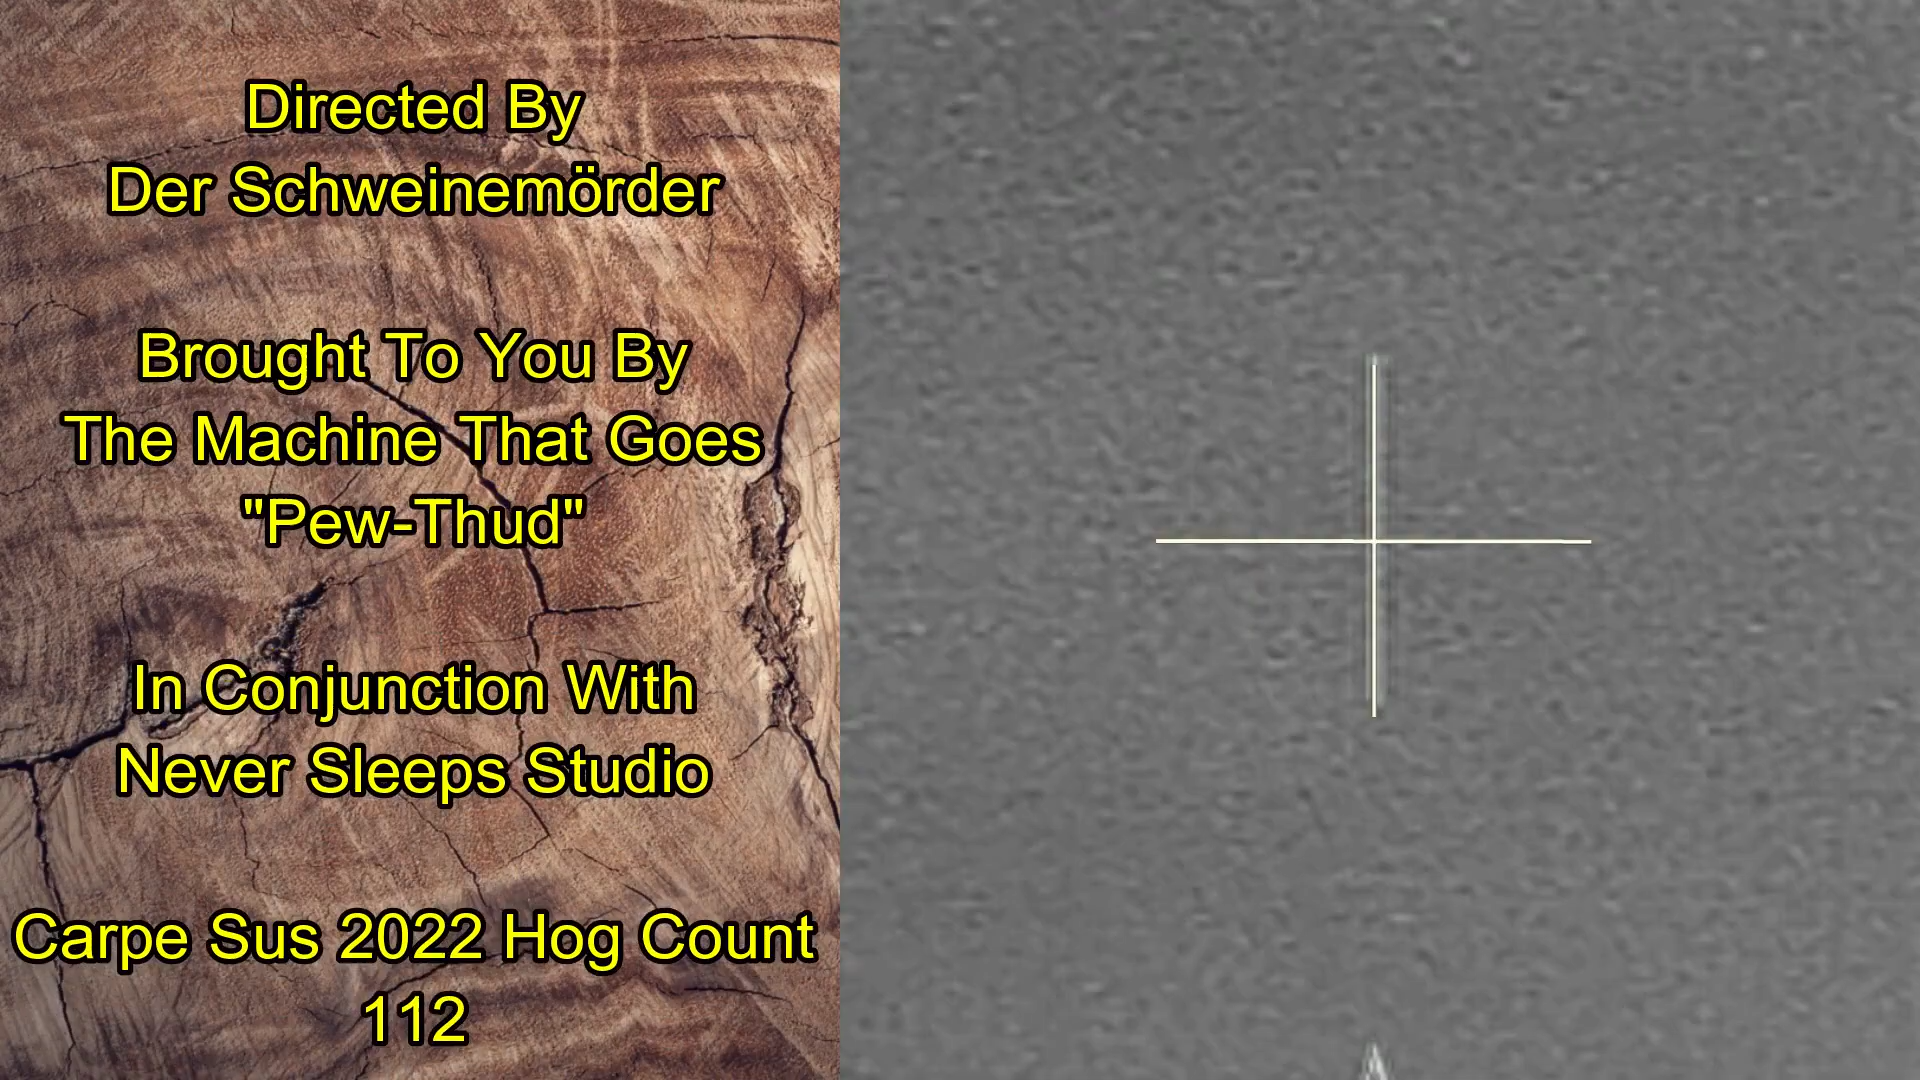 Directed By
Der Schweinemörder
Brought To You By
The Machine That Goes
"Pew-Thud"
In Conjunction With
Never Sleeps Studio
Carpe Sus 2022 Hog Count
112